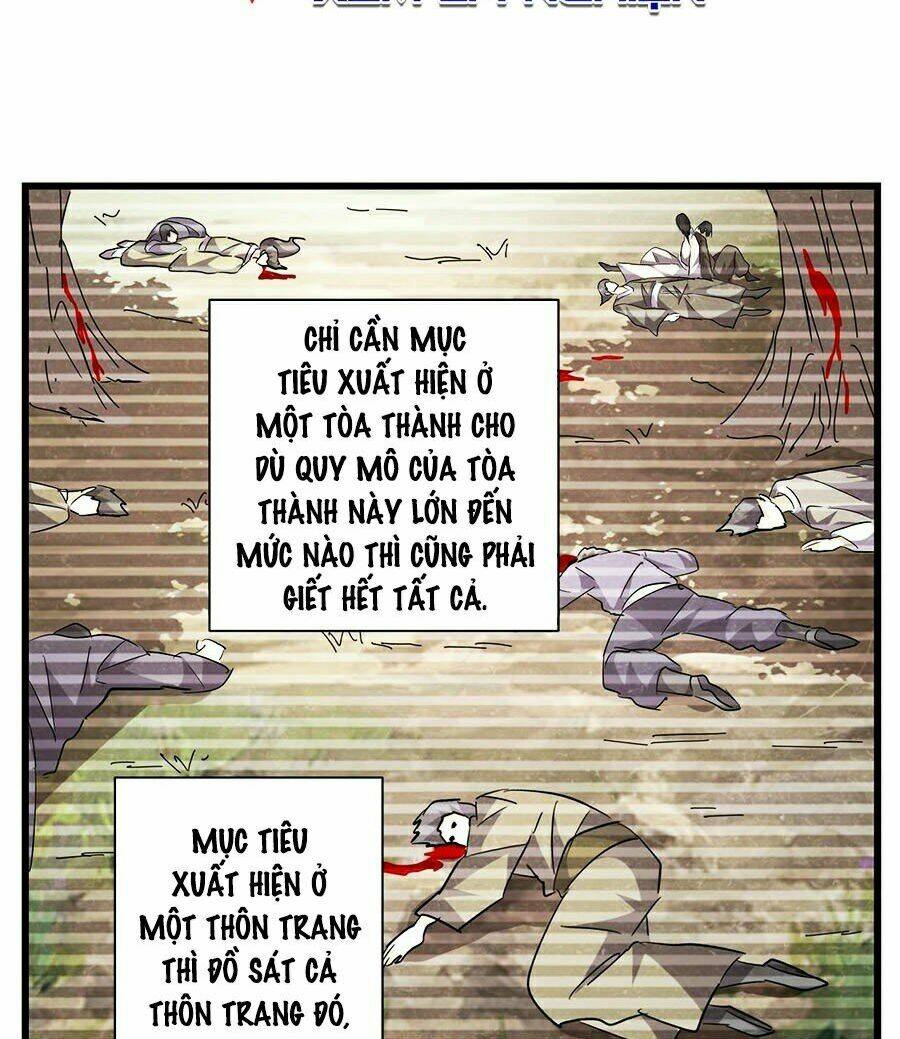 CHỈ CẦN MỤC
TIÊU XUẤT HIỆN Ở
MỘT TÒA THÀNH CHO
DÙ QUY MÔ CỦA TÒA
THÀNH NÀY LỚN ĐẾN
MỨC NÀO THÌ CŨNG PHẢI
GIẾT HẾT TẤT CẢ.
MỤC TIÊU
XUẤT HIỆN Ở
MỘT THÔN TRANG
THÌ ĐỒ SÁT CẢ
THÔN TRANG ĐÓ,